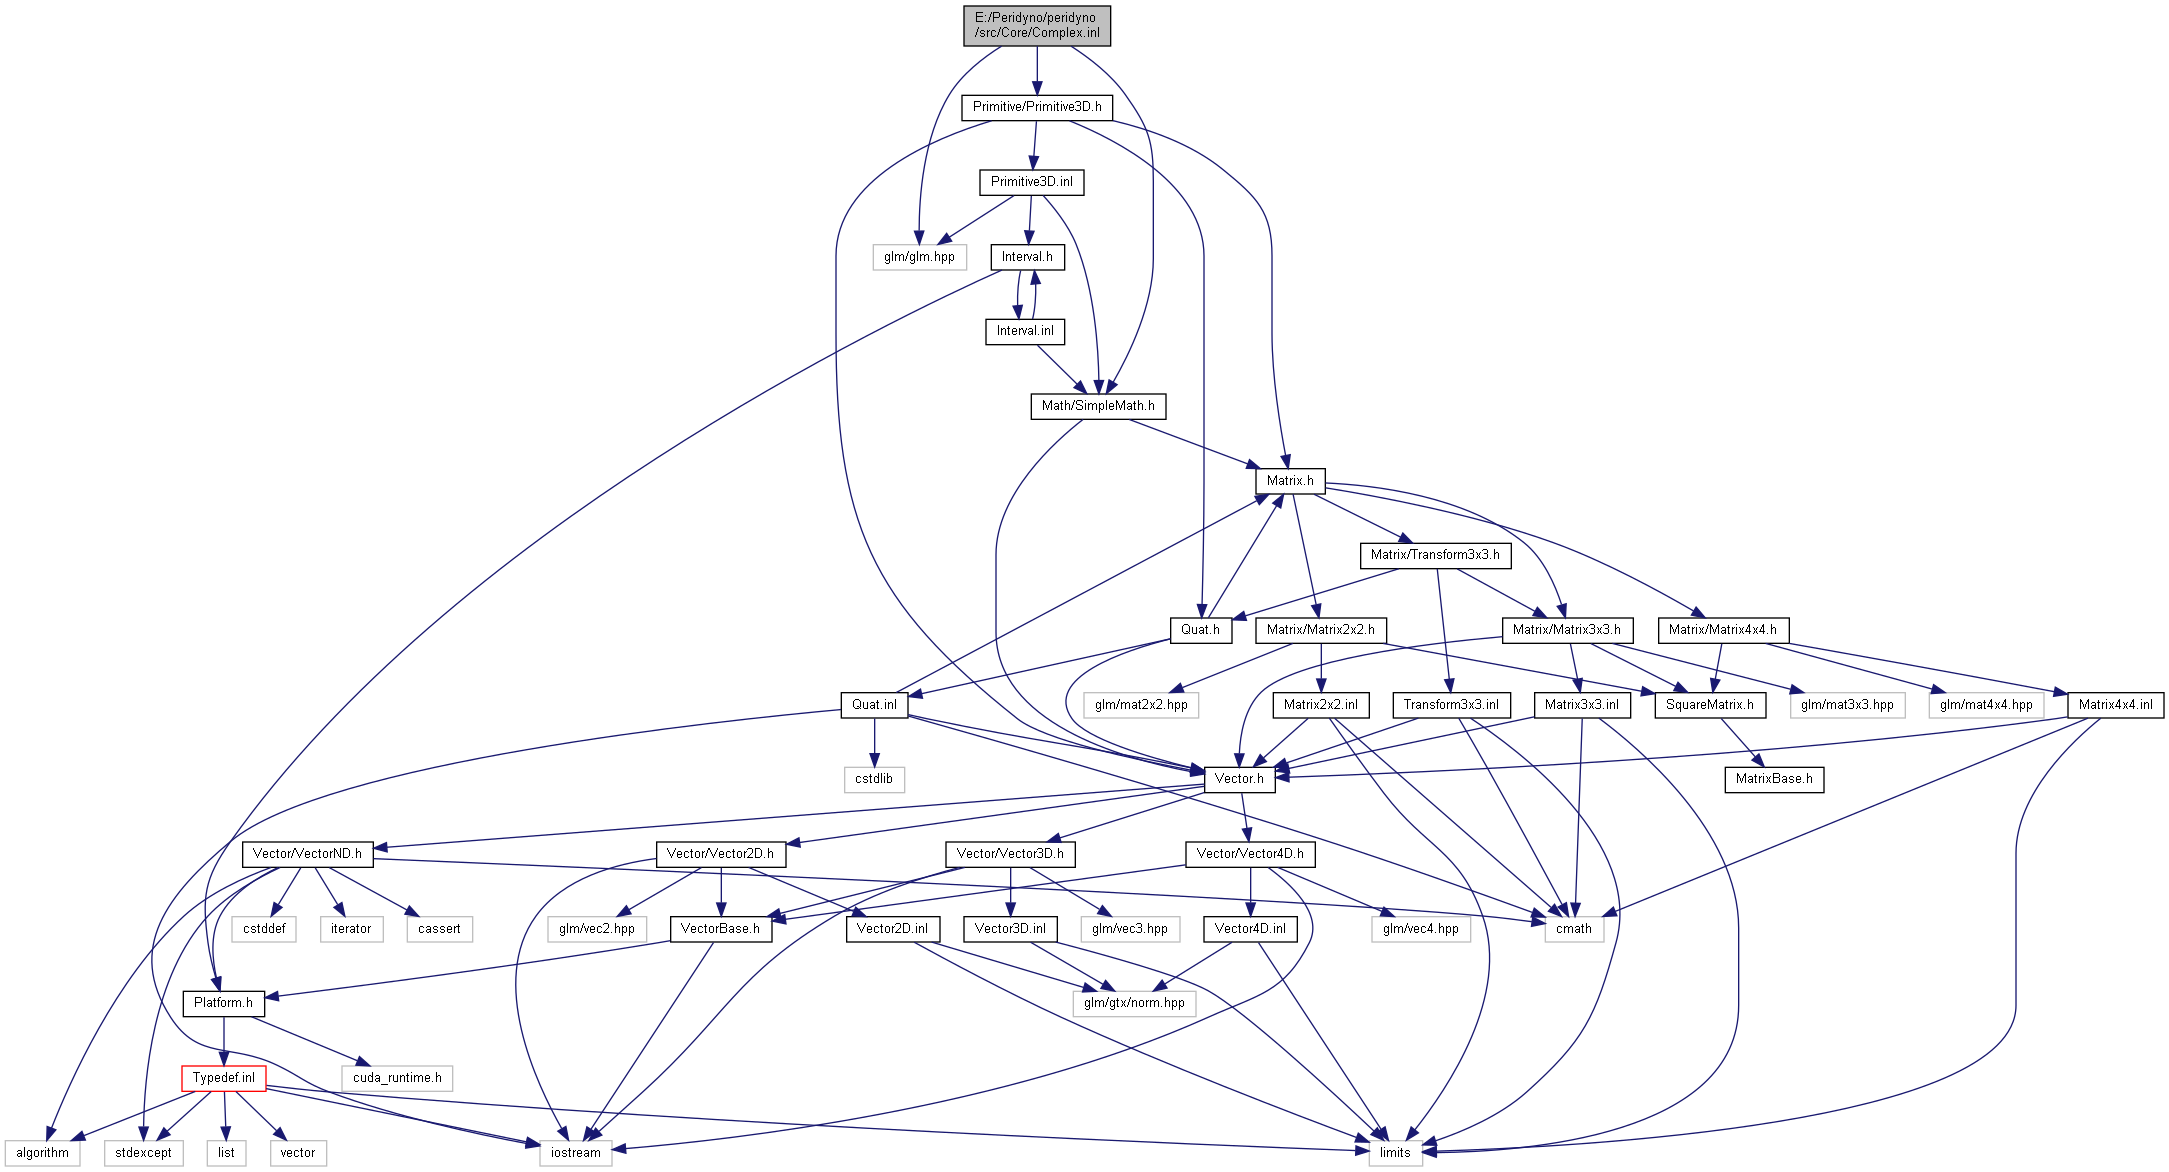 E:/Peridyno/peridyno
/src/Core/Complex.inl
Primitive/Primitive3D.h
Primitive3D.inl
glm/glm.hpp
Interval.h
Interval.inl
Math/SimpleMath.h
Matrix.h
Matrix/Transform3x3.h
Quat.h
Matrix/Matrix2x2.h
Matrix/Matrix3x3.h
Matrix/Matrix4x4.h
Quat.inl
glm/mat2x2.hpp
Matrix2x2.inl
Transform3x3.inl
Matrix3x3.inl
SquareMatrix.h
glm/mat3x3.hpp
glm/mat4x4.hpp
Matrix4x4.inl
cstdlib
Vector.h
MatrixBase.h
Vector/VectorND.h
Vector/Vector2D.h
Vector/Vector3D.h
Vector/Vector4D.h
cstddef
iterator
cassert
glm/vec2.hpp
VectorBase.h
Vector2D.inl
Vector3D.inl
glm/vec3.hpp
Vector4D.inl
glm/vec4.hpp
cmath
Platform.h
glm/gtx/norm.hpp
Typedef.inl
cuda_runtime.h
algorithm
stdexcept
list
vector
iostream
limits